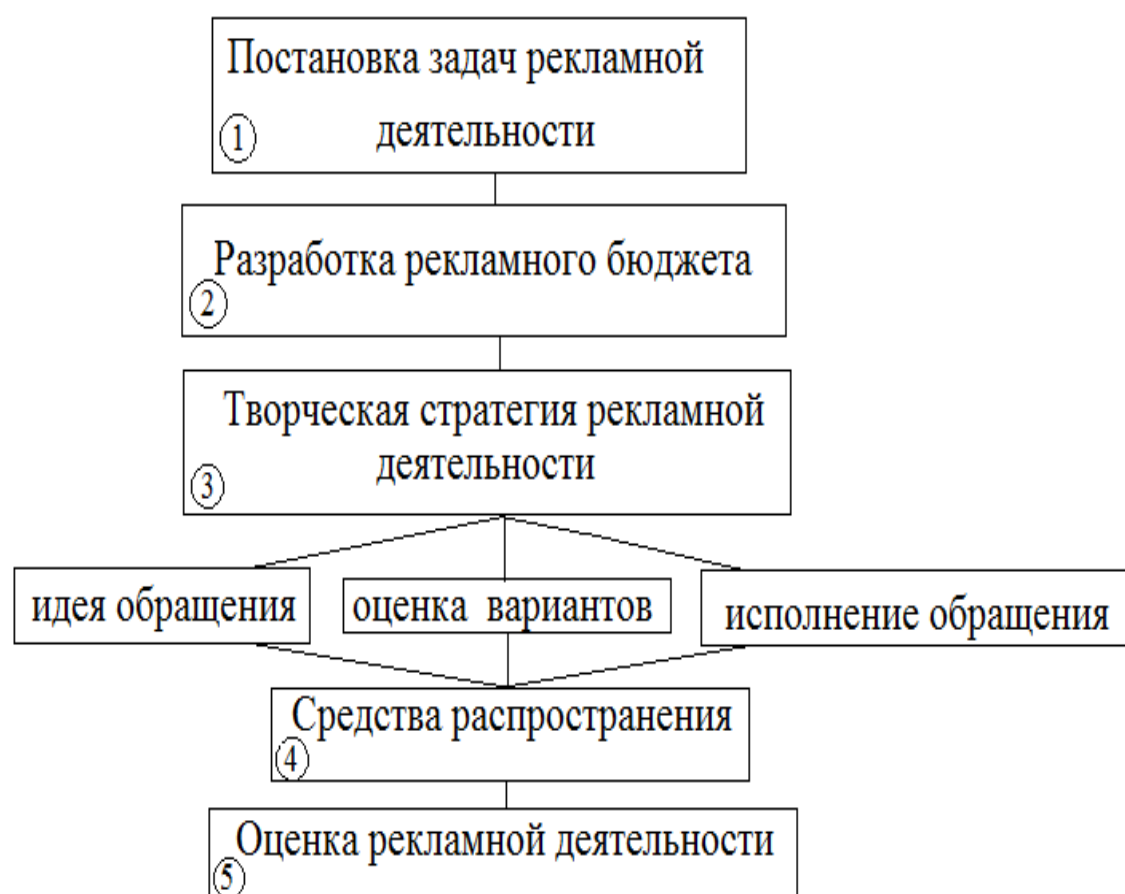 Постановка задач рекламной
деятельности
1
Разработка рекламного бюджета
2
Творческая стратегия рекламной
деятельности
3
идея обращения
оценка вариантов
исполнение обращения
Средства распространения
4
Оценка рекламной деятельности
5